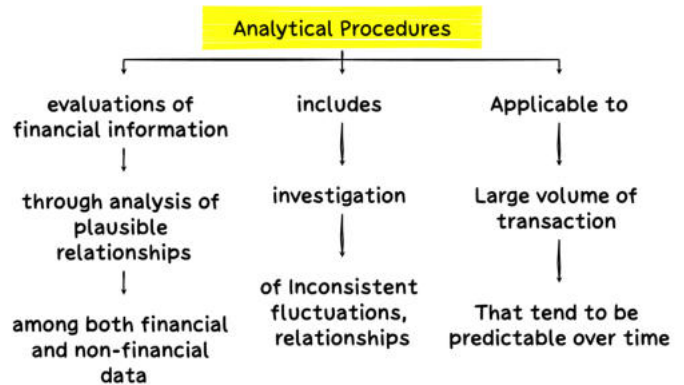 Analytical Procedures
evaluations of
financial information
through analysis of
plausible
relationships
among both financial
and non-financial
data
includes
investigation
of Inconsistent
fluctuations,
relationships
Applicable to
Large volume of
transaction
That tend to be
predictable over time